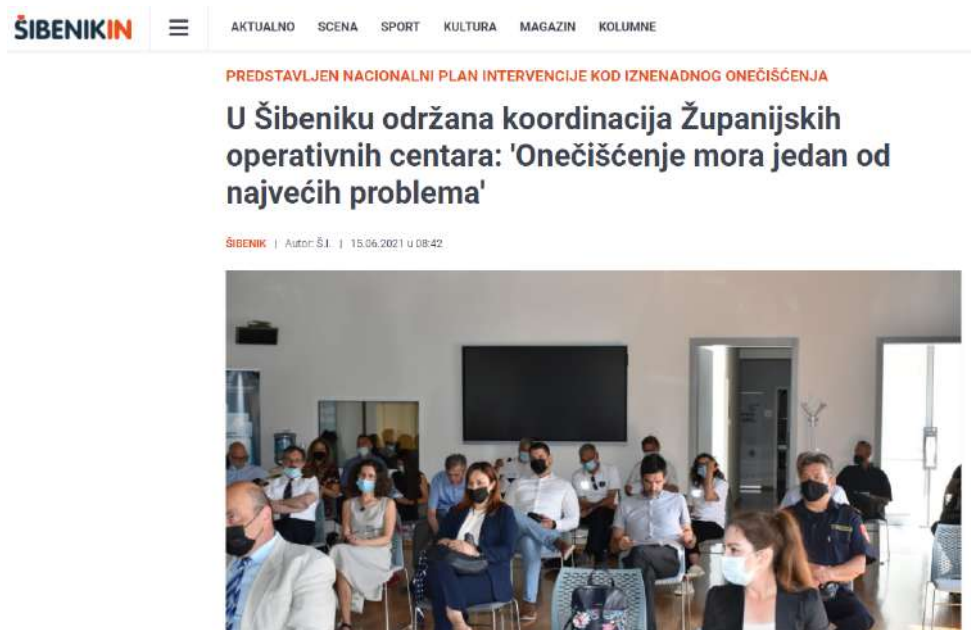 ŠIBENIKIN
AKTUALNO SCENA SPORT KULTURA MAGAZIN KOLUMNE
PREDSTAVLJEN NACIONALNI PLAN INTERVENCIJE KOD IZNENADNOG ONEČIŠĆENJA
U Šibeniku održana koordinacija Županijskih
operativnih centara: 'Onečišćenje mora jedan od
najvećih problema'
ŠIBENIK | Autor: Š.I. | 15.06.2021 u 08:42